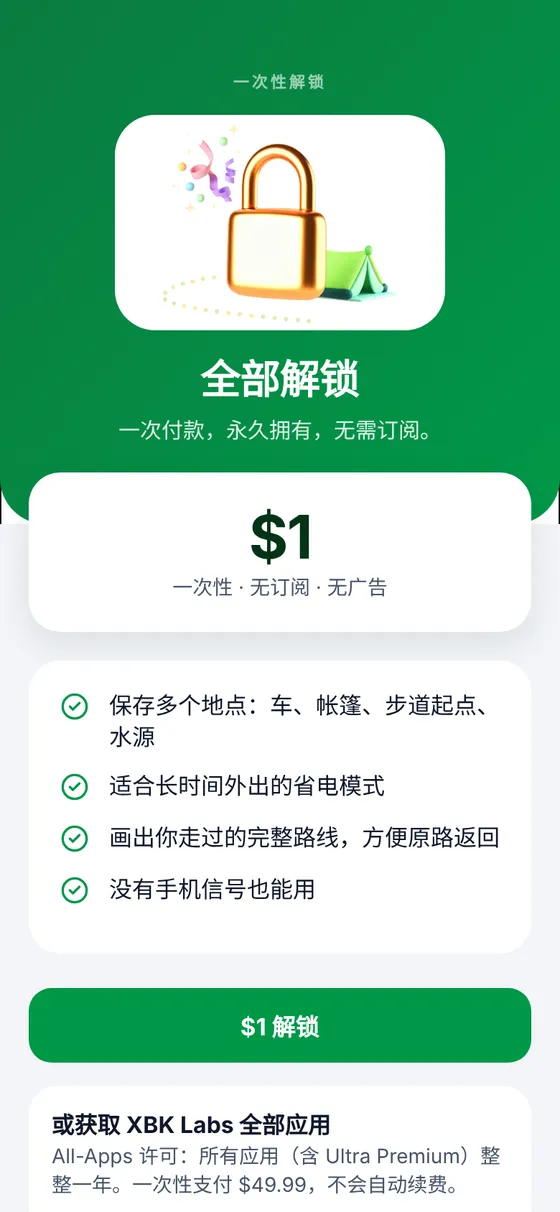 一次性解锁
全部解锁
一次付款，永久拥有，无需订阅。
$1
一次性 · 无订阅 · 无广告
保存多个地点：车、帐篷、步道起点、
水源
适合长时间外出的省电模式
画出你走过的完整路线，方便原路返回
没有手机信号也能用
$1 解锁
或获取 XBK Labs 全部应用
All-Apps 许可：所有应用（含 Ultra Premium）整
整一年。一次性支付 $49.99，不会自动续费。